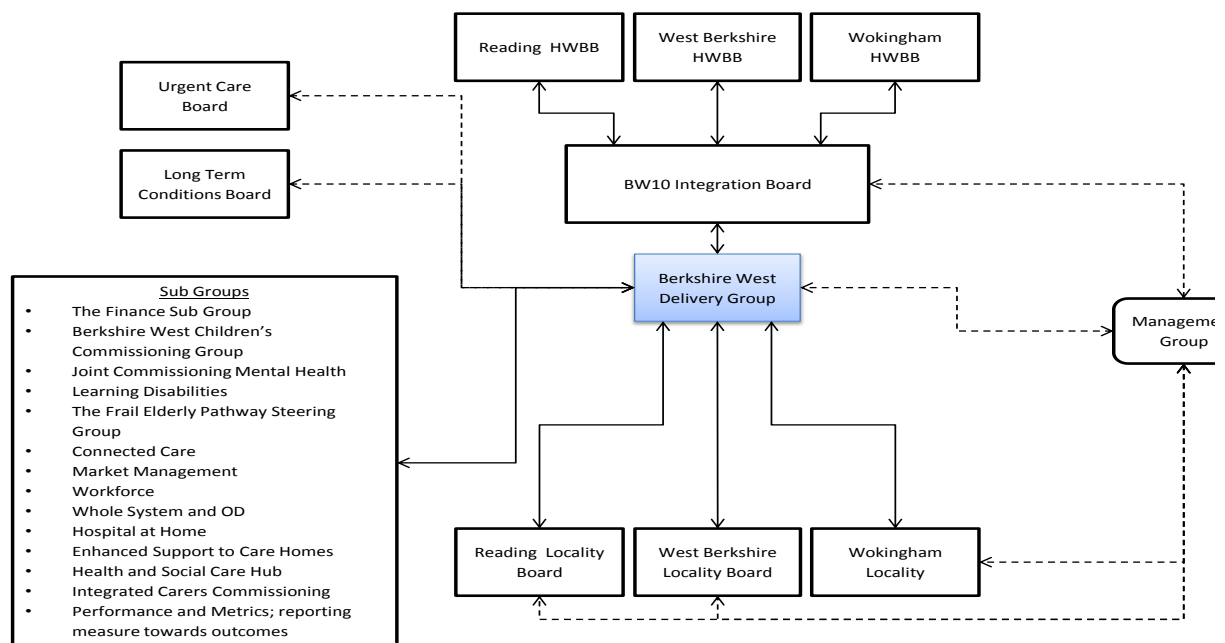 Reading HWBB
West Berkshire
HWBB
Wokingham
HWBB
Urgent Care
Board
Long Term
Conditions Board
BW10 Integration Board
Berkshire West
Delivery Group
Manageme
Group
Sub Groups
• The Finance Sub Group
• Berkshire West Children’s
Commissioning Group
• Joint Commissioning Mental Health
• Learning Disabilities
• The Frail Elderly Pathway Steering
Group
• Connected Care
• Market Management
• Workforce
• Whole System and OD
• Hospital at Home
• Enhanced Support to Care Homes
• Health and Social Care Hub
• Integrated Carers Commissioning
• Performance and Metrics; reporting
measure towards outcomes
Reading Locality
Board
West Berkshire
Locality Board
Wokingham
Locality